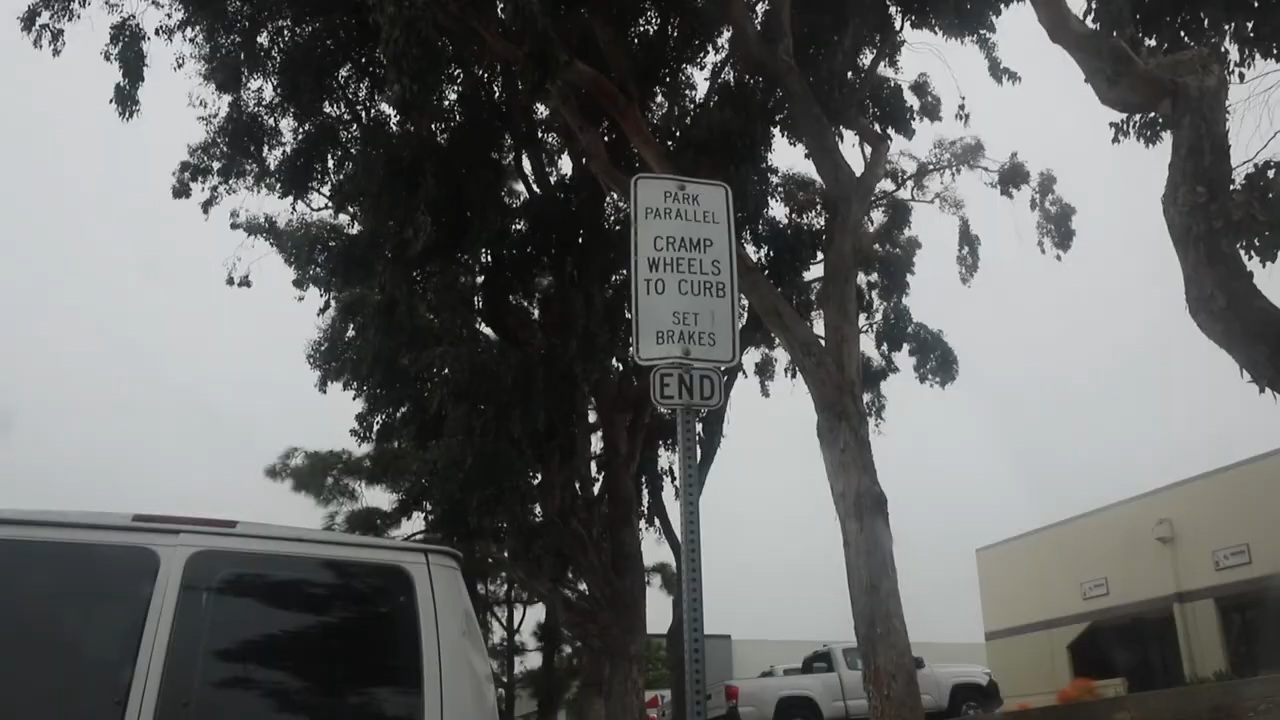 PARK
PARALLEL
CRAMP
WHEELS
TO CURB
SET
BRAKES
END